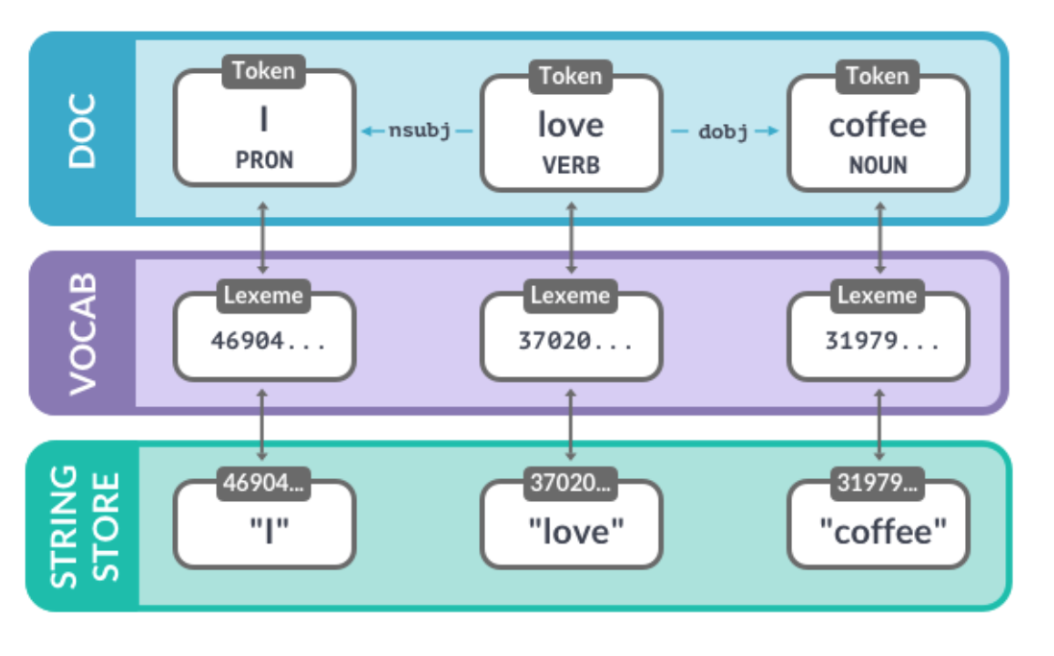 DOC
Token
I
PRON
nsubj
Token
love
VERB
dobj
Token
coffee
NOUN
VOCAB
Lexeme
46904...
Lexeme
37020...
Lexeme
31979...
STRING
STORE
46904...
"I"
37020...
"love"
31979...
"coffee"